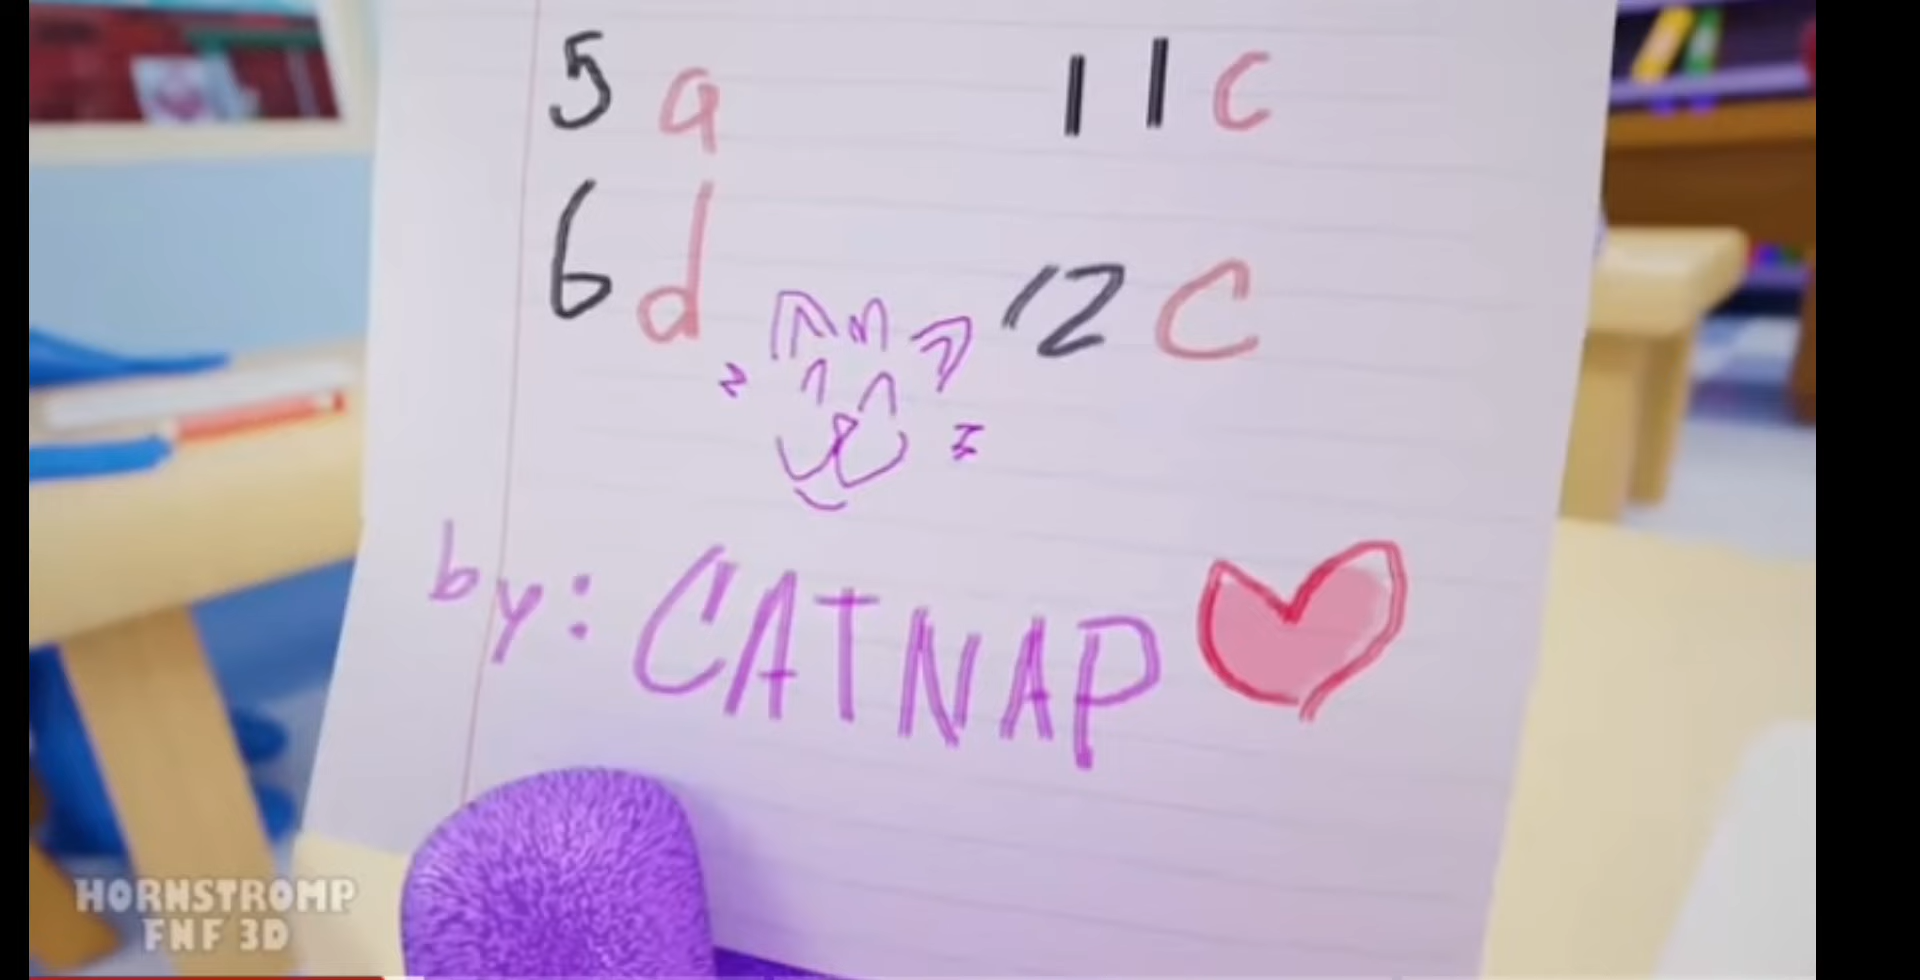 5 a 11 c
6 d 12 c
z z
by: CATNAP
HORNSTROMP
FNF 3D